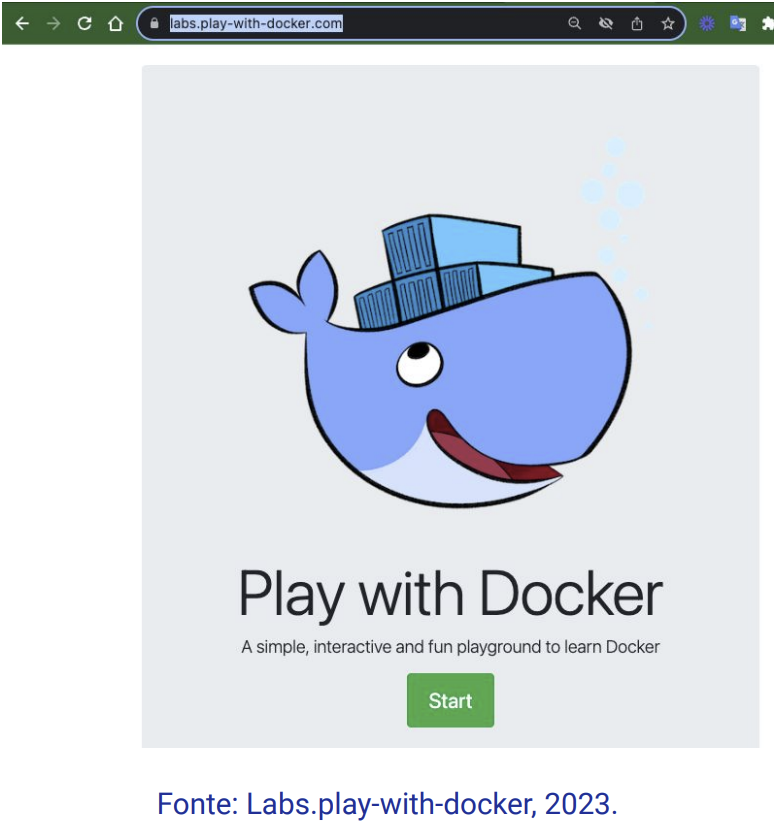 labs.play-with-docker.com
Play with Docker
A simple, interactive and fun playground to learn Docker
Start
Fonte: Labs.play-with-docker, 2023.